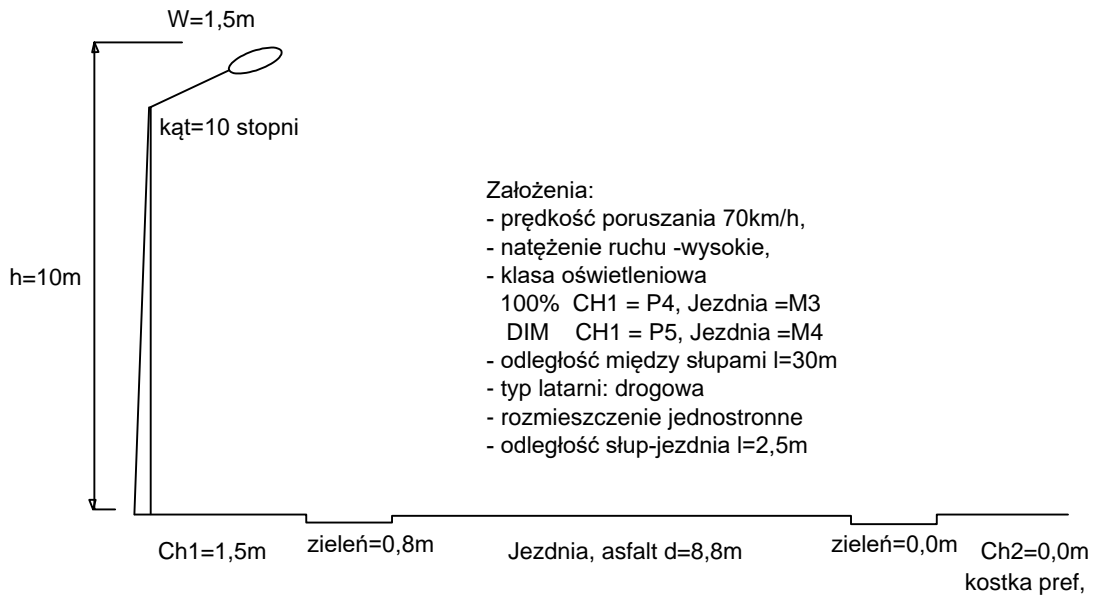 W=1,5m
kąt=10 stopni
h=10m
Założenia:
- prędkość poruszania 70km/h,
- natężenie ruchu -wysokie,
- klasa oświetleniowa
100% CH1 = P4, Jezdnia =M3
DIM CH1 = P5, Jezdnia =M4
- odległość między słupami l=30m
- typ latarni: drogowa
- rozmieszczenie jednostronne
- odległość słup-jezdnia l=2,5m
Ch1=1,5m
zieleń=0,8m
Jezdnia, asfalt d=8,8m
zieleń=0,0m
Ch2=0,0m
kostka pref,